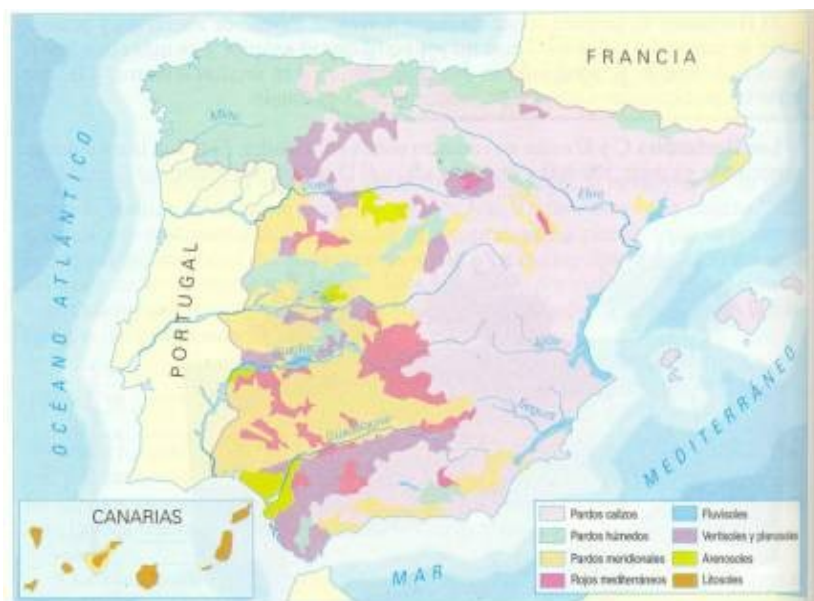 FRANCIA
Miño
Duero
Ebro
OCÉANO ATLÁNTICO
PORTUGAL
Júcar
Guadiana
Segura
Guadalquivir
MEDITERRÁNEO
CANARIAS
MAR
Pardos calizos
Pardos húmedos
Pardos meridionales
Rojos mediterráneos
Fluvisoles
Vertisoles y planosoles
Arenosoles
Litosoles